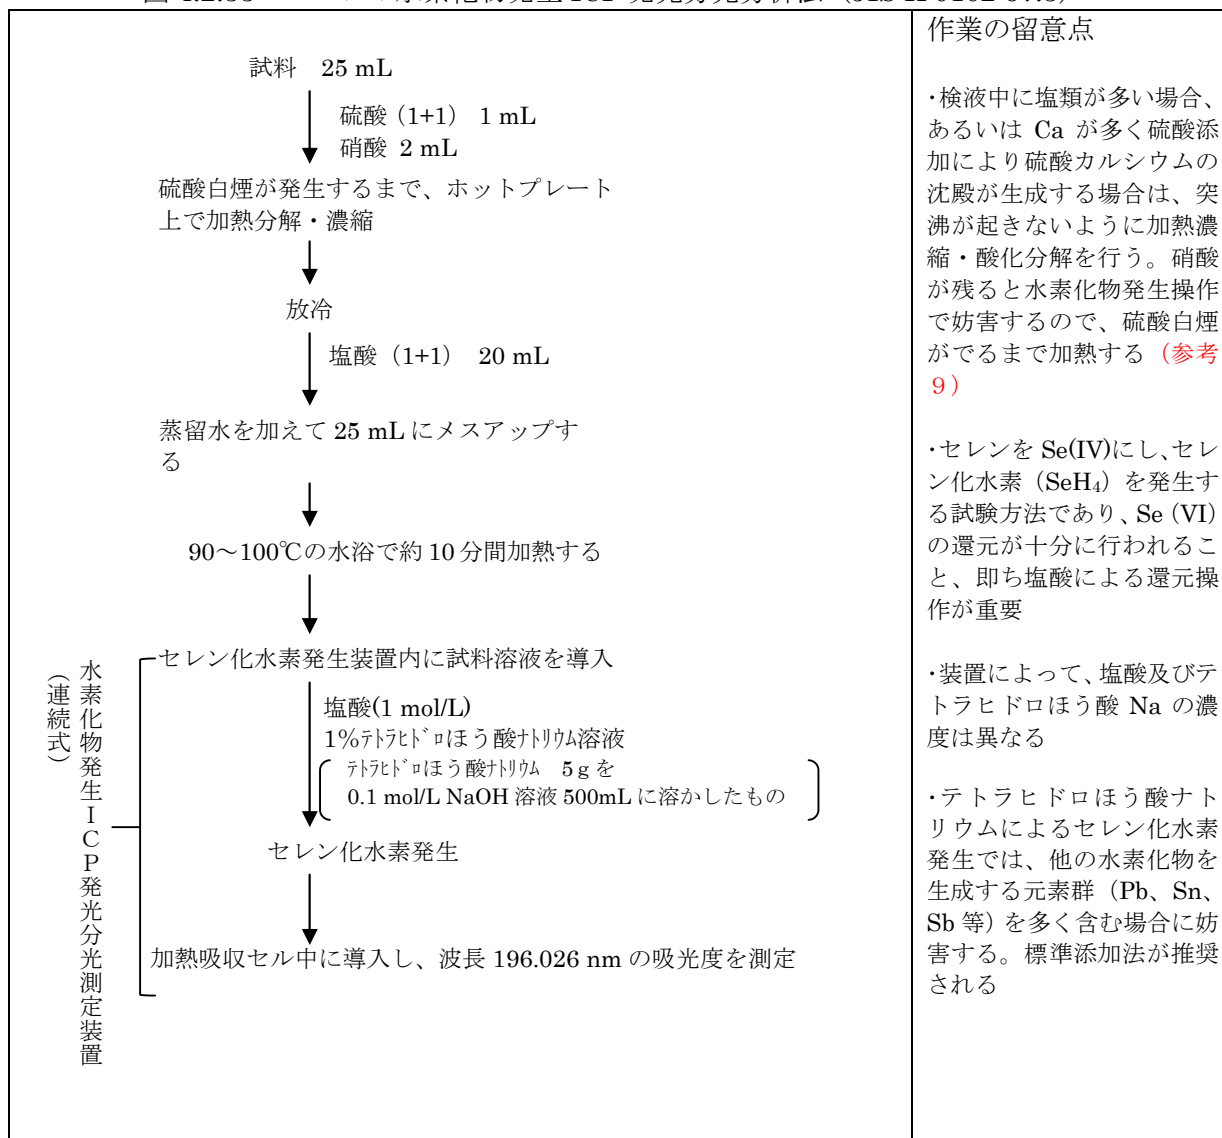 作業の留意点
試料 25 mL
硫酸（1+1） 1 mL
硝酸 2 mL
硫酸白煙が発生するまで、ホットプレート
上で加熱分解・濃縮
放冷
塩酸（1+1） 20 mL
蒸留水を加えて 25 mL にメスアップす
る
90～100℃の水浴で約 10 分間加熱する
セレン化水素発生装置内に試料溶液を導入
塩酸(1 mol/L)
1%ﾃﾄﾗﾋﾄﾞﾛほう酸ﾅﾄﾘｳﾑ溶液
ﾃﾄﾗﾋﾄﾞﾛほう酸ﾅﾄﾘｳﾑ 5ｇを
0.1 mol/L NaOH 溶液 500mL に溶かしたもの
セレン化水素発生
加熱吸収セル中に導入し、波長 196.026 nm の吸光度を測定
水素化物発生ＩＣＰ発光分光測定装置
（連続式）
・検液中に塩類が多い場合、
あるいは Ca が多く硫酸添
加により硫酸カルシウムの
沈殿が生成する場合は、突
沸が起きないように加熱濃
縮・酸化分解を行う。硝酸
が残ると水素化物発生操作
で妨害するので、硫酸白煙
がでるまで加熱する（参考
９）
・セレンを Se(IV)にし、セレ
ン化水素（SeH₄）を発生す
る試験方法であり、Se (VI)
の還元が十分に行われるこ
と、即ち塩酸による還元操
作が重要
・装置によって、塩酸及びテ
トラヒドロほう酸 Na の濃
度は異なる
・テトラヒドロほう酸ナト
リウムによるセレン化水素
発生では、他の水素化物を
生成する元素群（Pb、Sn、
Sb 等）を多く含む場合に妨
害する。標準添加法が推奨
される